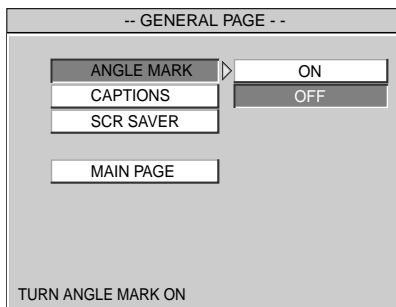 -- GENERAL PAGE - -
ANGLE MARK ON
CAPTIONS OFF
SCR SAVER
MAIN PAGE
TURN ANGLE MARK ON